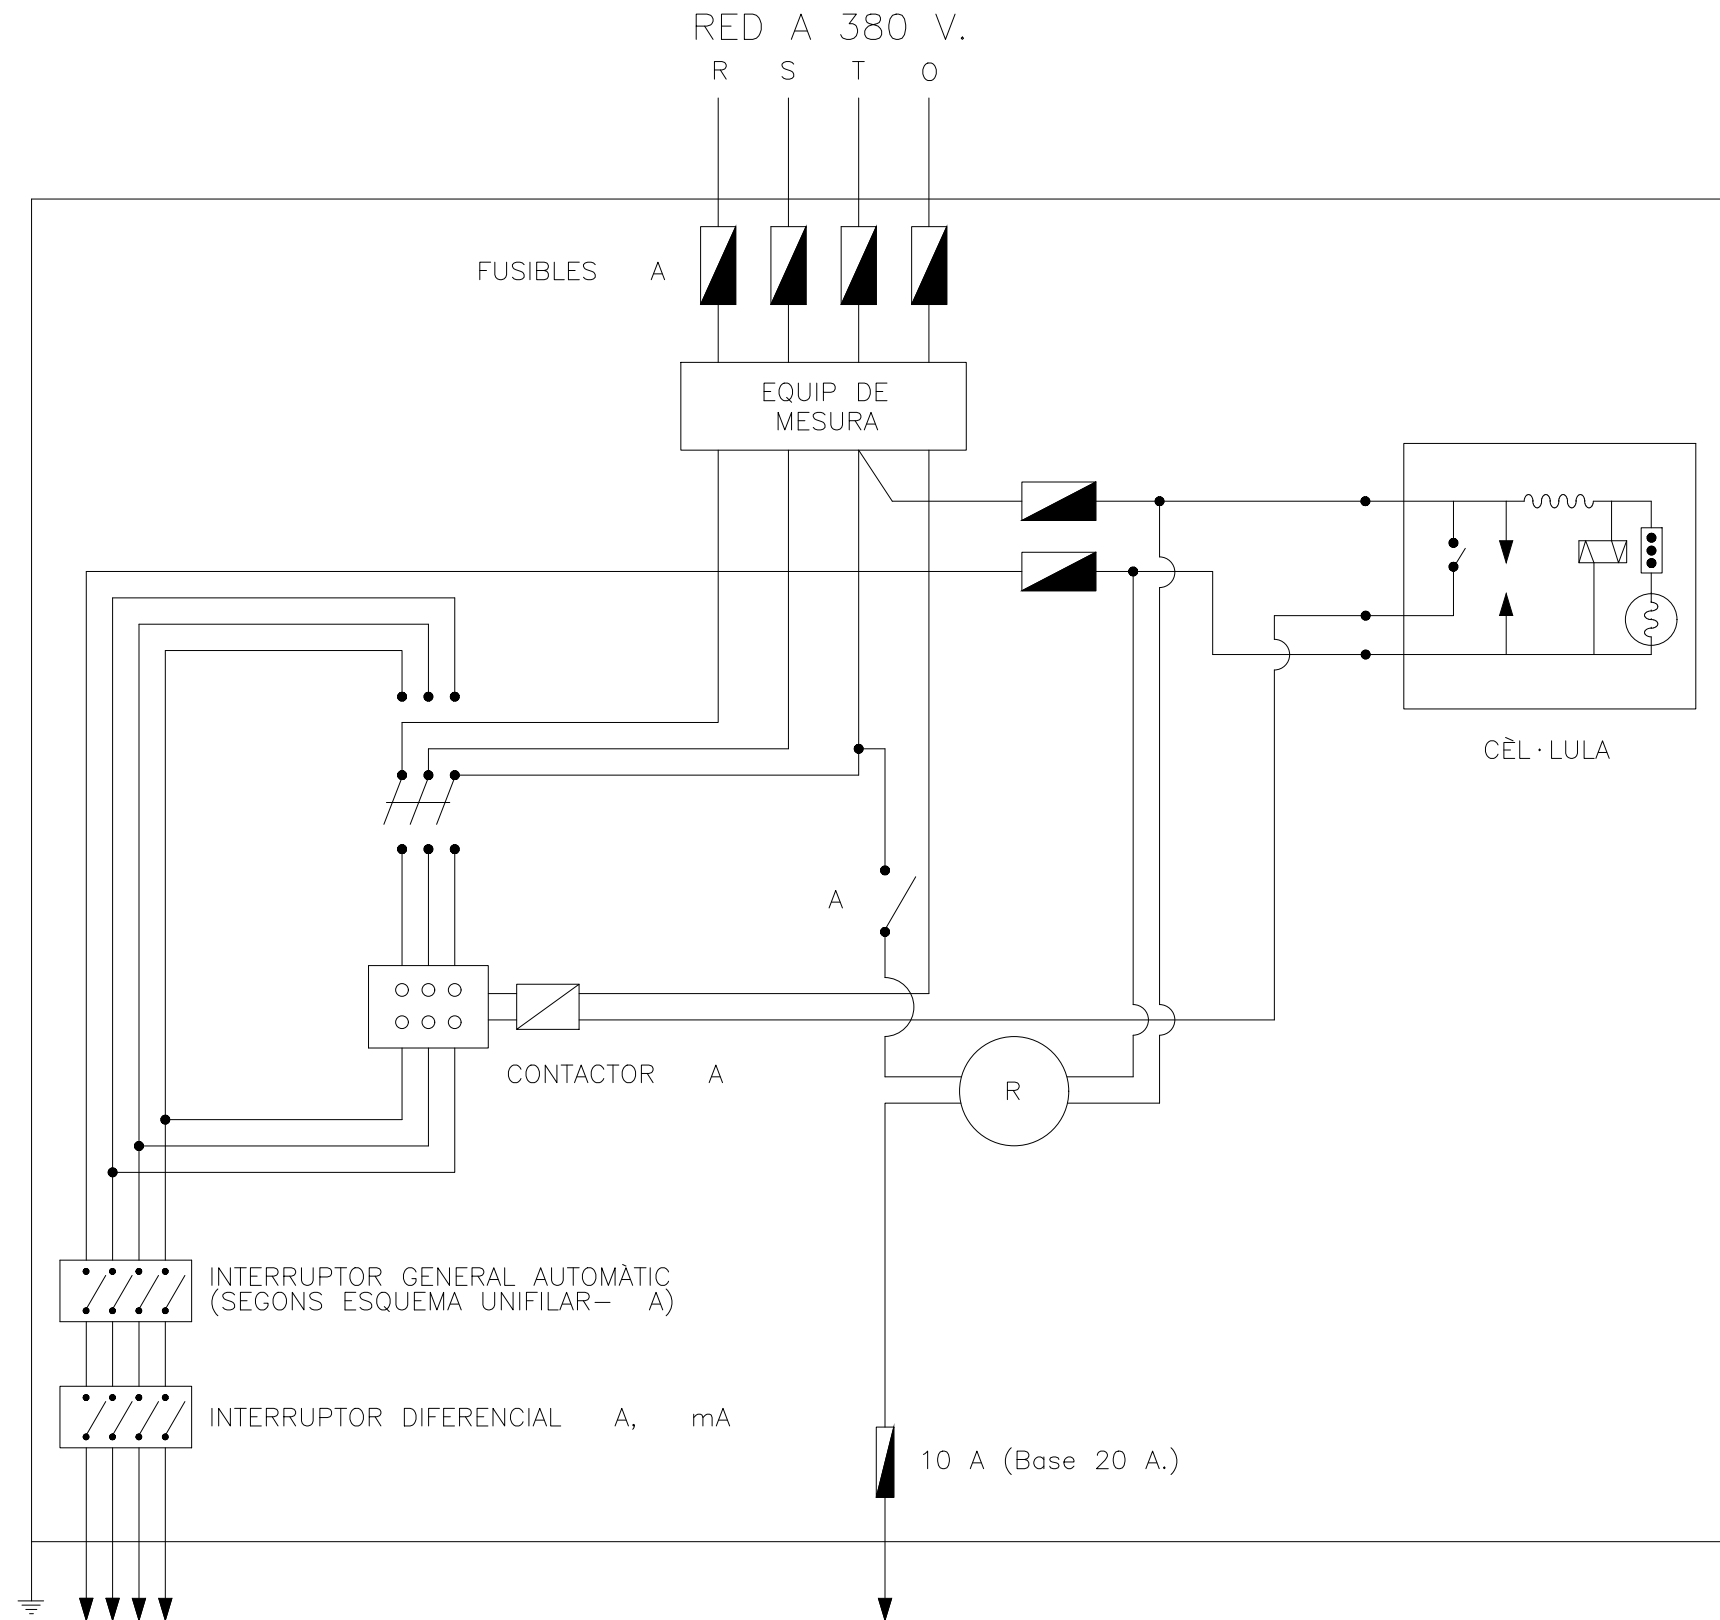 RED A 380 V.
R S T O
FUSIBLES A
EQUIP DE
MESURA
CÈL·LULA
A
CONTACTOR A
R
INTERRUPTOR GENERAL AUTOMÀTIC
(SEGONS ESQUEMA UNIFILAR- A)
INTERRUPTOR DIFERENCIAL A, mA
10 A (Base 20 A.)